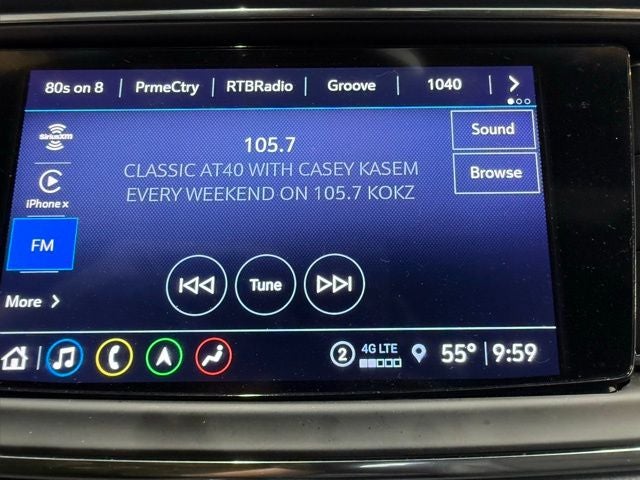 80s on 8 PrmeCtry RTBRadio Groove 1040 >
SiriusXM
105.7
Sound
CLASSIC AT40 WITH CASEY KASEM
Browse
EVERY WEEKEND ON 105.7 KOKZ
iPhone x
FM
Tune
More >
2 4G LTE 55° 9:59